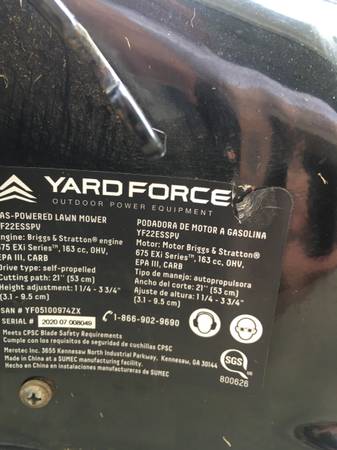 YARD FORCE
OUTDOOR POWER EQUIPMENT
AS-POWERED LAWN MOWER
YF22ESSPV
Engine: Briggs & Stratton® engine
675 EXi Series™, 163 cc, OHV,
EPA III, CARB
Drive type: self-propelled
Cutting path: 21" (53 cm)
Height adjustment: 1 1/4 - 3 3/4"
(3.1 - 9.5 cm)
PODADORA DE MOTOR A GASOLINA
YF22ESSPV
Motor: Motor Briggs & Stratton®
675 EXi Series™, 163 cc, OHV,
EPA III, CARB
Tipo de manejo: autopropulsora
Ancho del corte: 21" (53 cm)
Ajuste de altura: 1 1/4 - 3 3/4"
(3.1 - 9.5 cm)
SAN # YF05100974ZX
SERIAL # 2020 07 008049
1-866-902-9690
Meets CPSC Blade Safety Requirements
Cumple con los requisitos de seguridad de cuchillas CPSC
Merotec Inc. 3655 Kennesaw North Industrial Parkway, Kennesaw, GA 30144
Made in China at a SUMEC manufacturing facility
Hecho en China en instalaciones manufactureras de SUMEC
SGS
800626